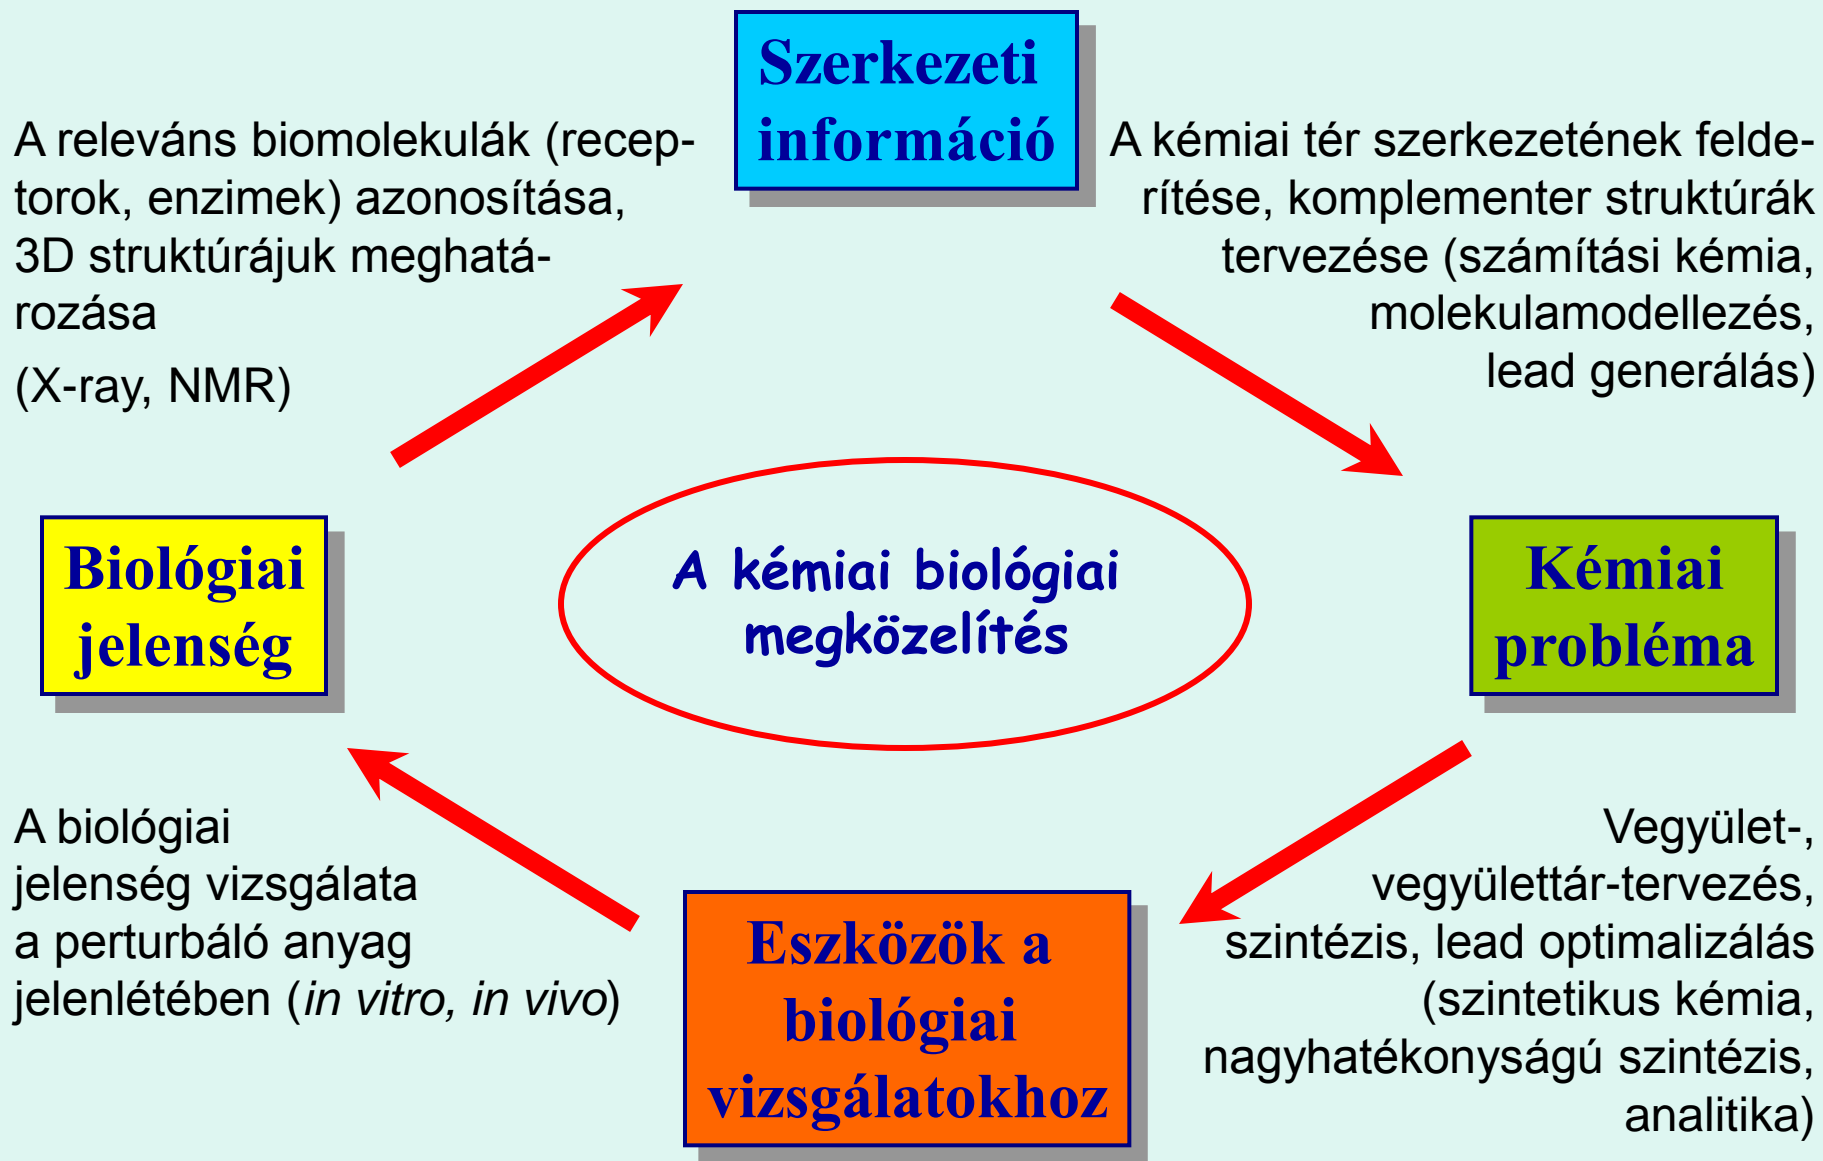 Szerkezeti
információ
A releváns biomolekulák (recep-
torok, enzimek) azonosítása,
3D struktúrájuk meghatá-
rozása
(X-ray, NMR)
A kémiai tér szerkezetének felde-
rítése, komplementer struktúrák
tervezése (számítási kémia,
molekulamodellezés,
lead generálás)
Biológiai
jelenség
A kémiai biológiai
megközelítés
Kémiai
probléma
A biológiai
jelenség vizsgálata
a perturbáló anyag
jelenlétében (in vitro, in vivo)
Eszközök a
biológiai
vizsgálatokhoz
Vegyület-,
vegyülettár-tervezés,
szintézis, lead optimalizálás
(szintetikus kémia,
nagyhatékonyságú szintézis,
analitika)